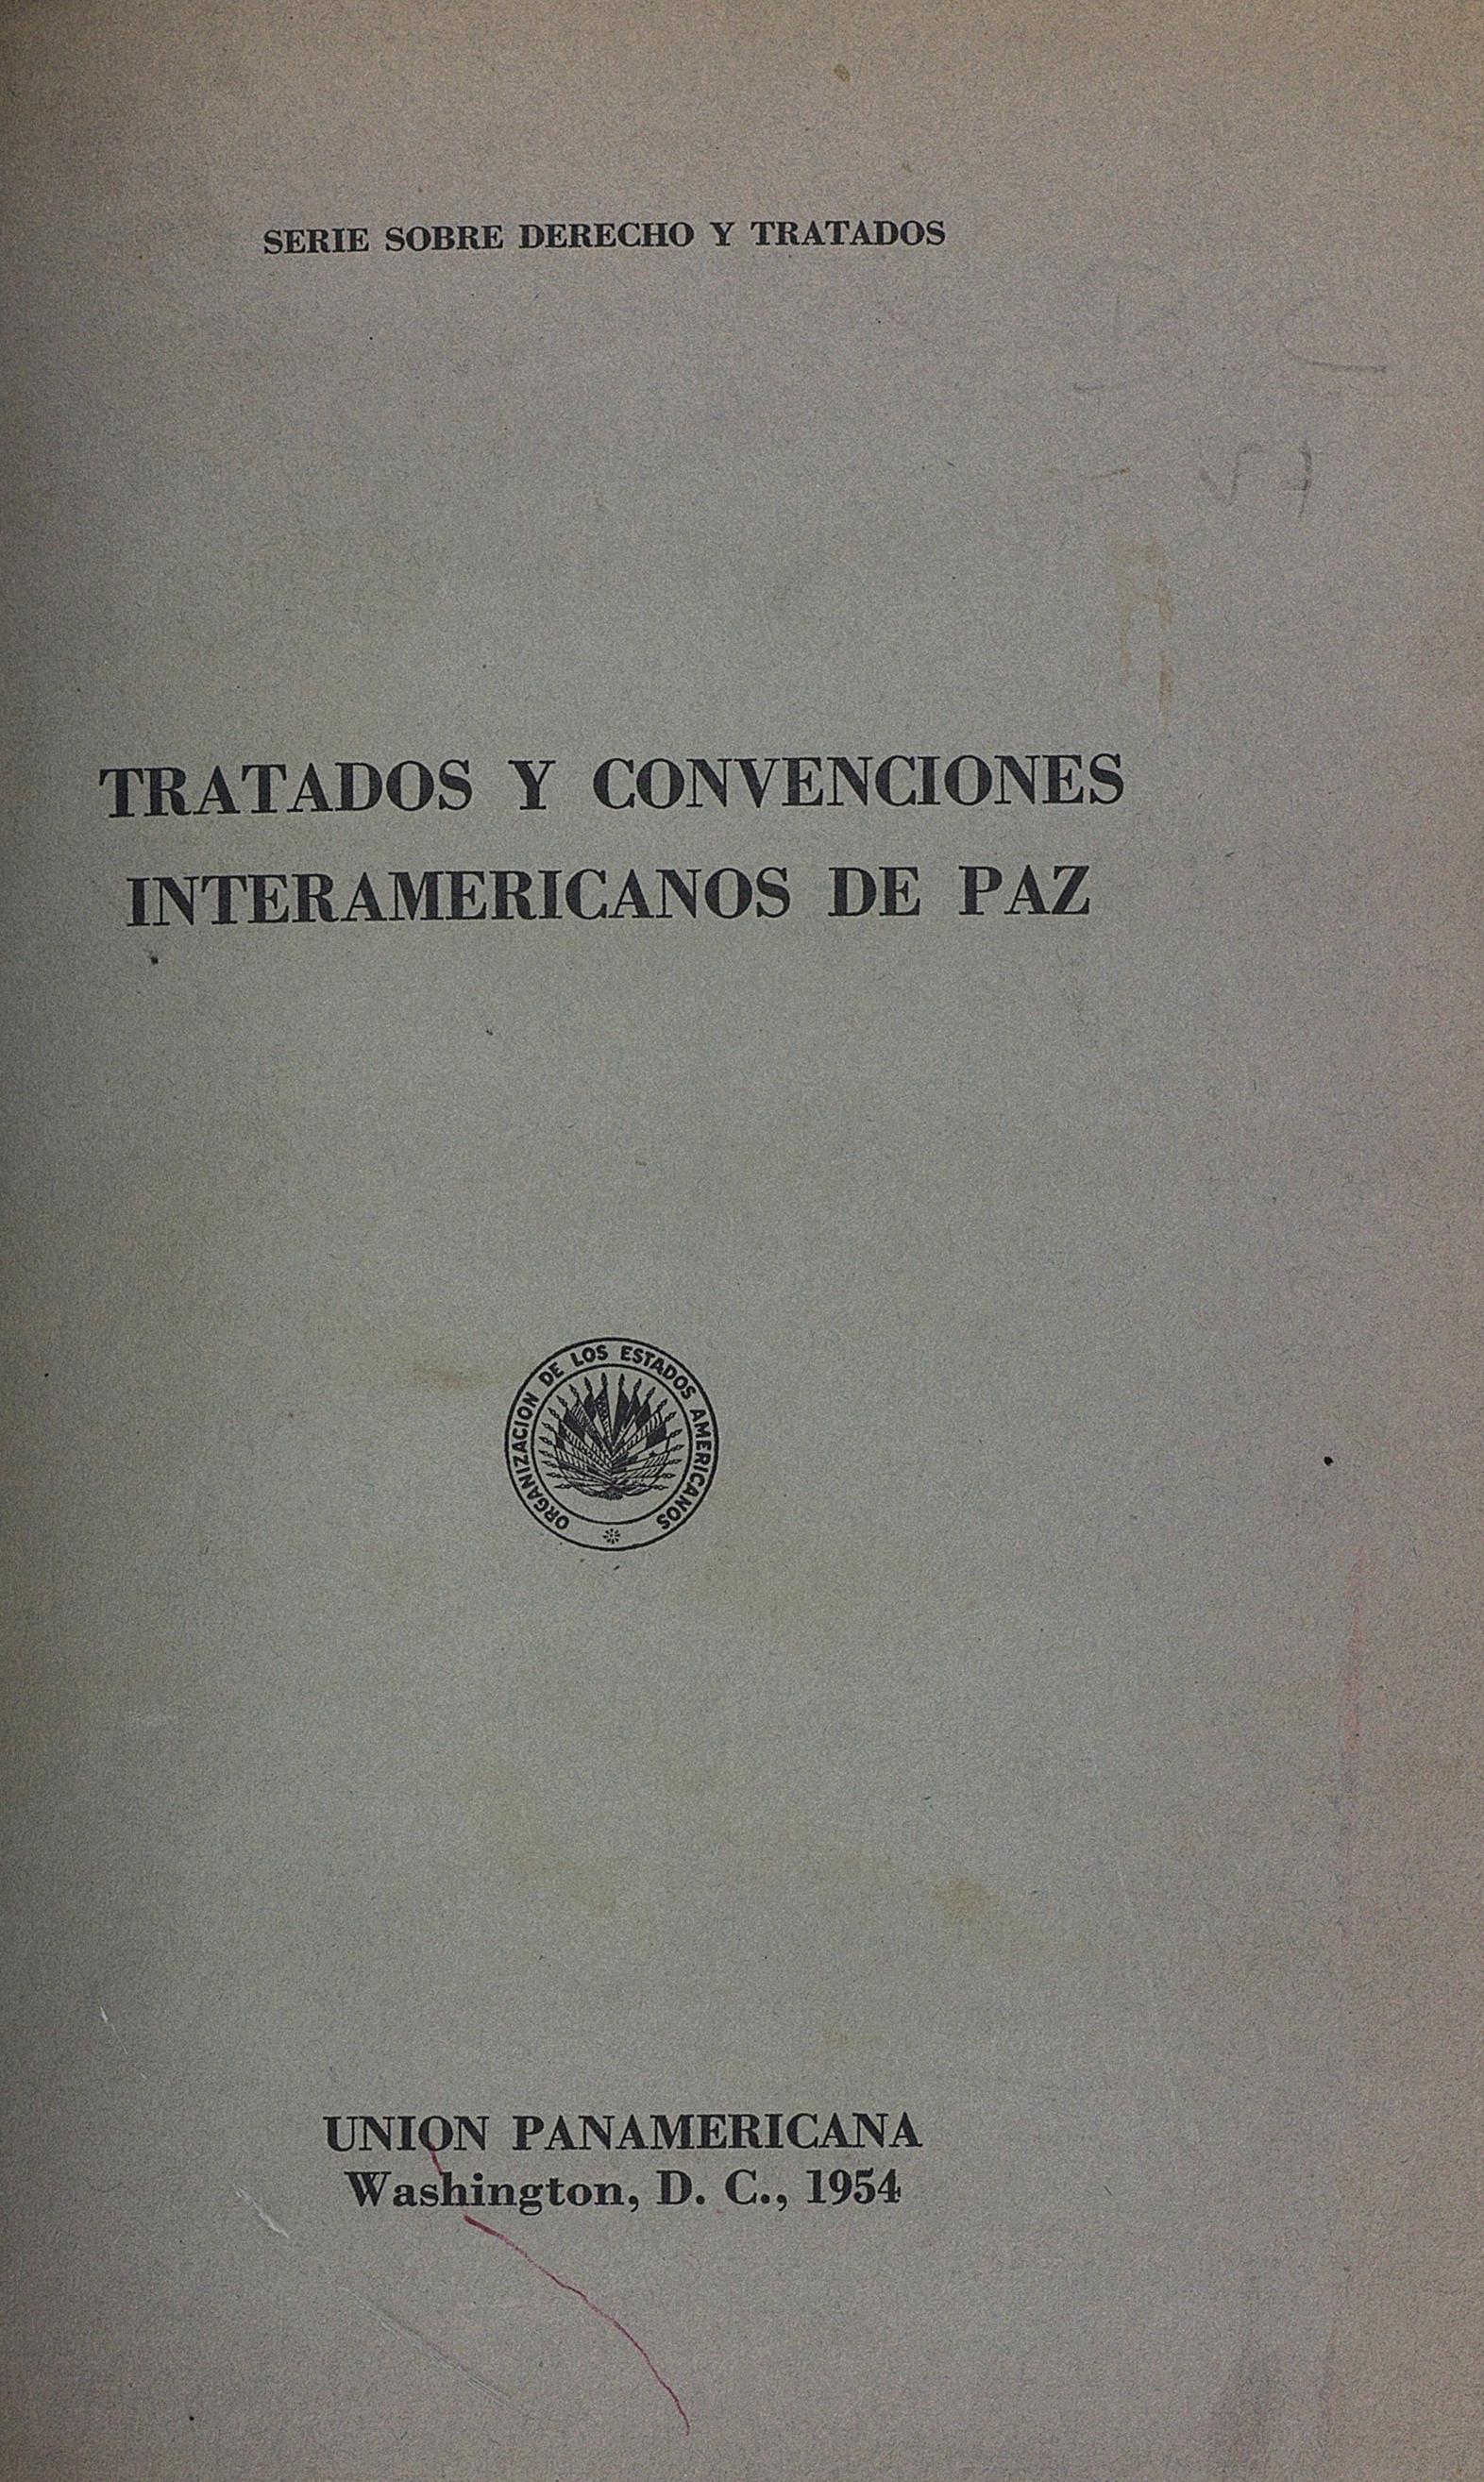 SERIE SOBRE DERECHO Y TRATADOS
TRATADOS Y CONVENCIONES
INTERAMERICANOS DE PAZ
ORGANIZACION DE LOS ESTADOS AMERICANOS
UNION PANAMERICANA
Washington, D. C., 1954